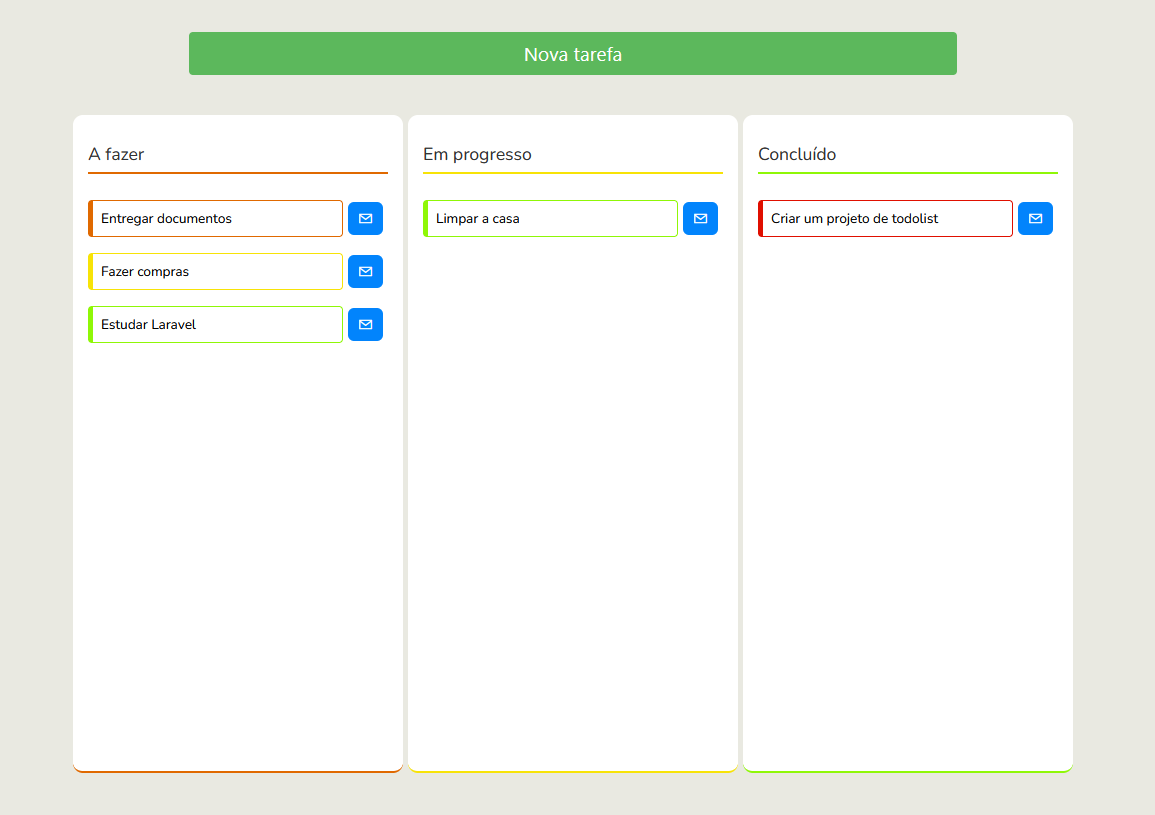 Nova tarefa
A fazer
Entregar documentos
Fazer compras
Estudar Laravel
Em progresso
Limpar a casa
Concluído
Criar um projeto de todolist